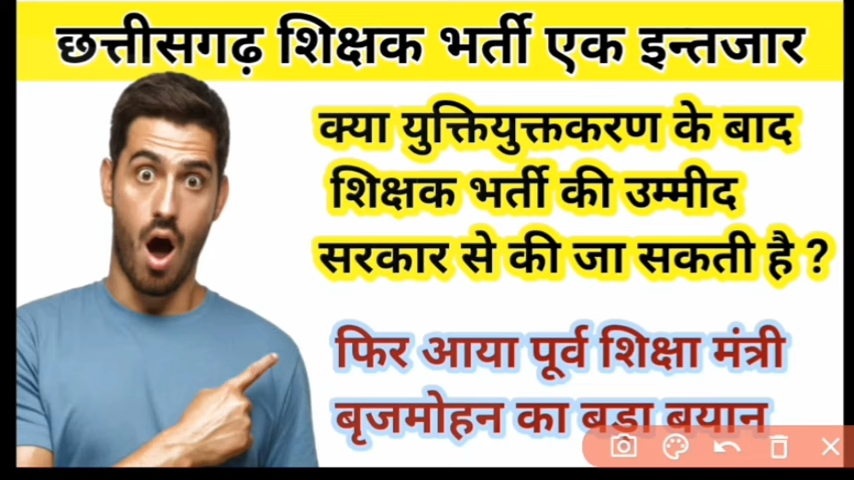 छत्तीसगढ़ शिक्षक भर्ती एक इन्तजार
क्या युक्तियुक्तकरण के बाद
शिक्षक भर्ती की उम्मीद
सरकार से की जा सकती है ?
फिर आया पूर्व शिक्षा मंत्री
बृजमोहन का बड़ा बयान